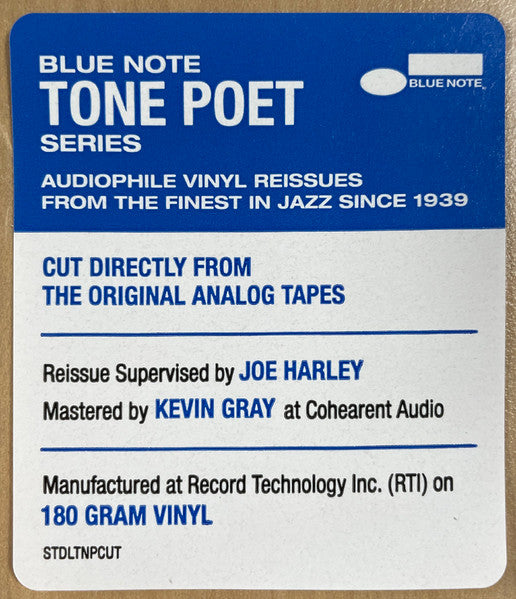 BLUE NOTE
TONE POET
SERIES
BLUE NOTE
AUDIOPHILE VINYL REISSUES
FROM THE FINEST IN JAZZ SINCE 1939
CUT DIRECTLY FROM
THE ORIGINAL ANALOG TAPES
Reissue Supervised by JOE HARLEY
Mastered by KEVIN GRAY at Cohearent Audio
Manufactured at Record Technology Inc. (RTI) on
180 GRAM VINYL
STDLTNPCUT